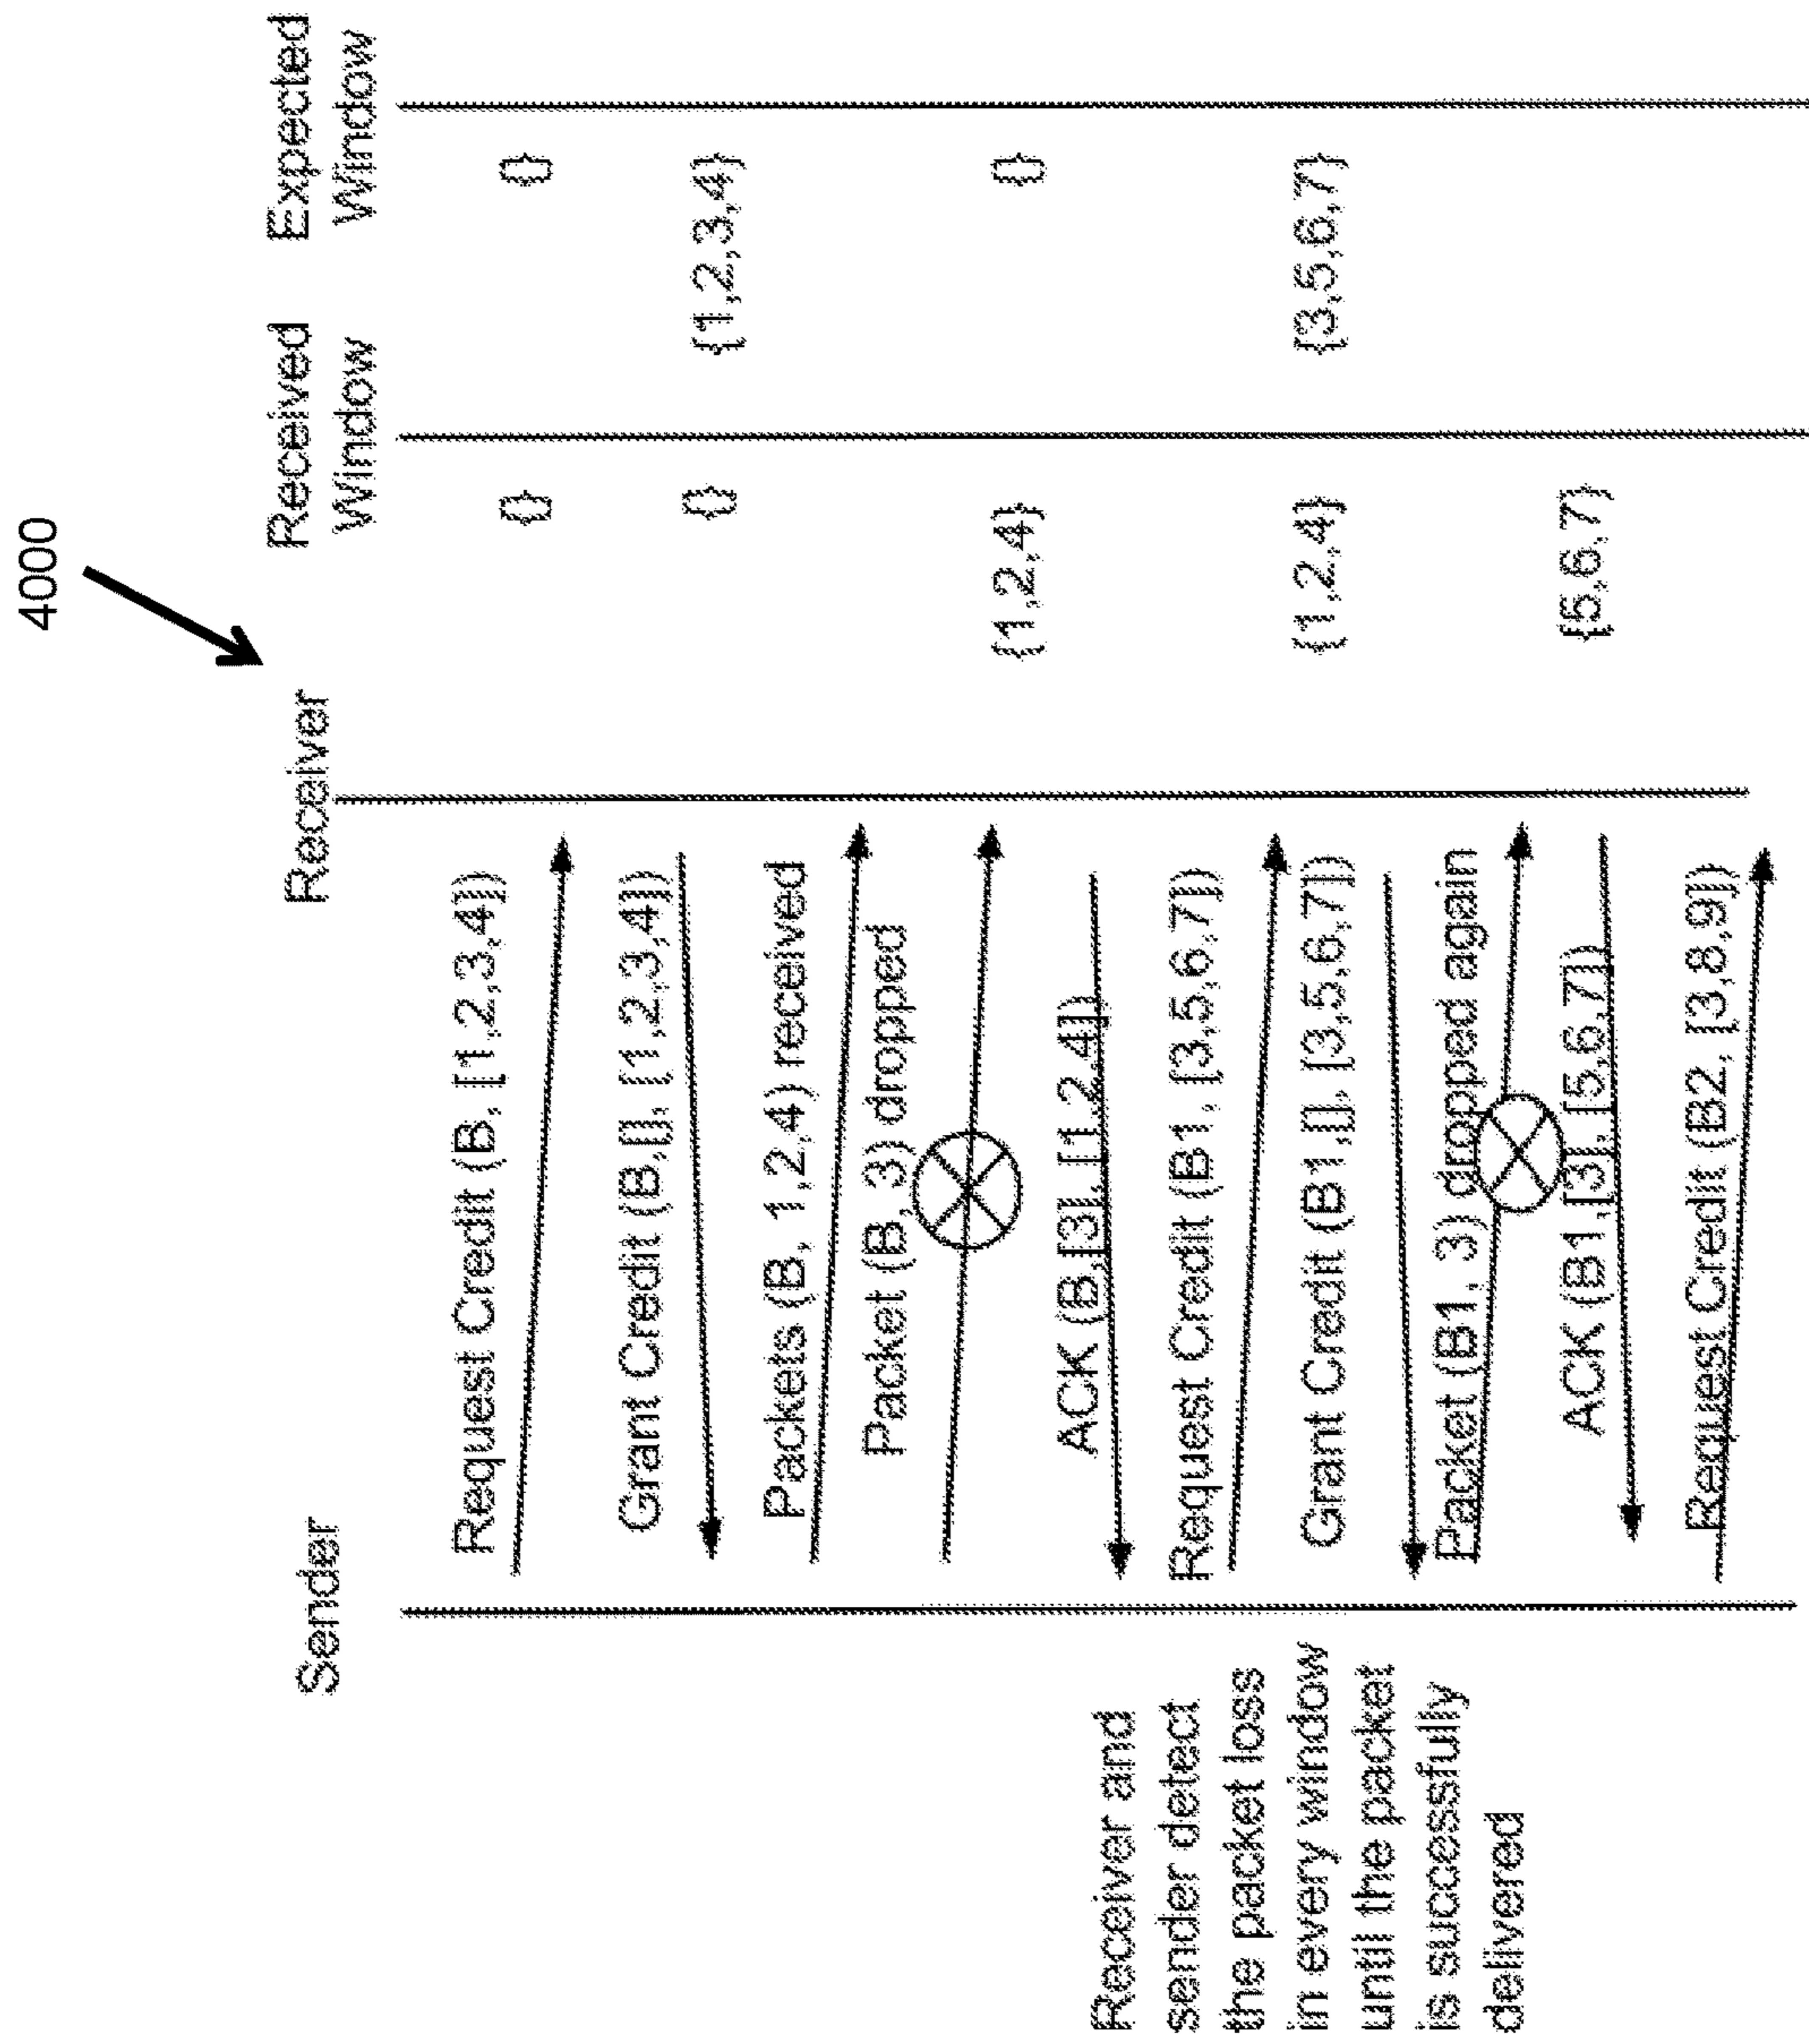 4000
Sender
Receiver
Received
Window
Expected
Window
Request Credit (B, [1,2,3,4])
{}
{}
Grant Credit (B,[], [1,2,3,4])
{}
{1,2,3,4}
Packets (B, 1,2,4) received
Packet (B, 3) dropped
{1,2,4}
{}
ACK (B,[3], [1,2,4])
Request Credit (B1, [3,5,6,7])
Grant Credit (B1,[], [3,5,6,7])
{1,2,4}
{3,5,6,7}
Packet (B1, 3) dropped again
ACK (B1,[3],[5,6,7])
{5,6,7}
Request Credit (B2, [3,8,9])
Receiver and
sender detect
the packet loss
in every window
until the packet
is successfully
delivered